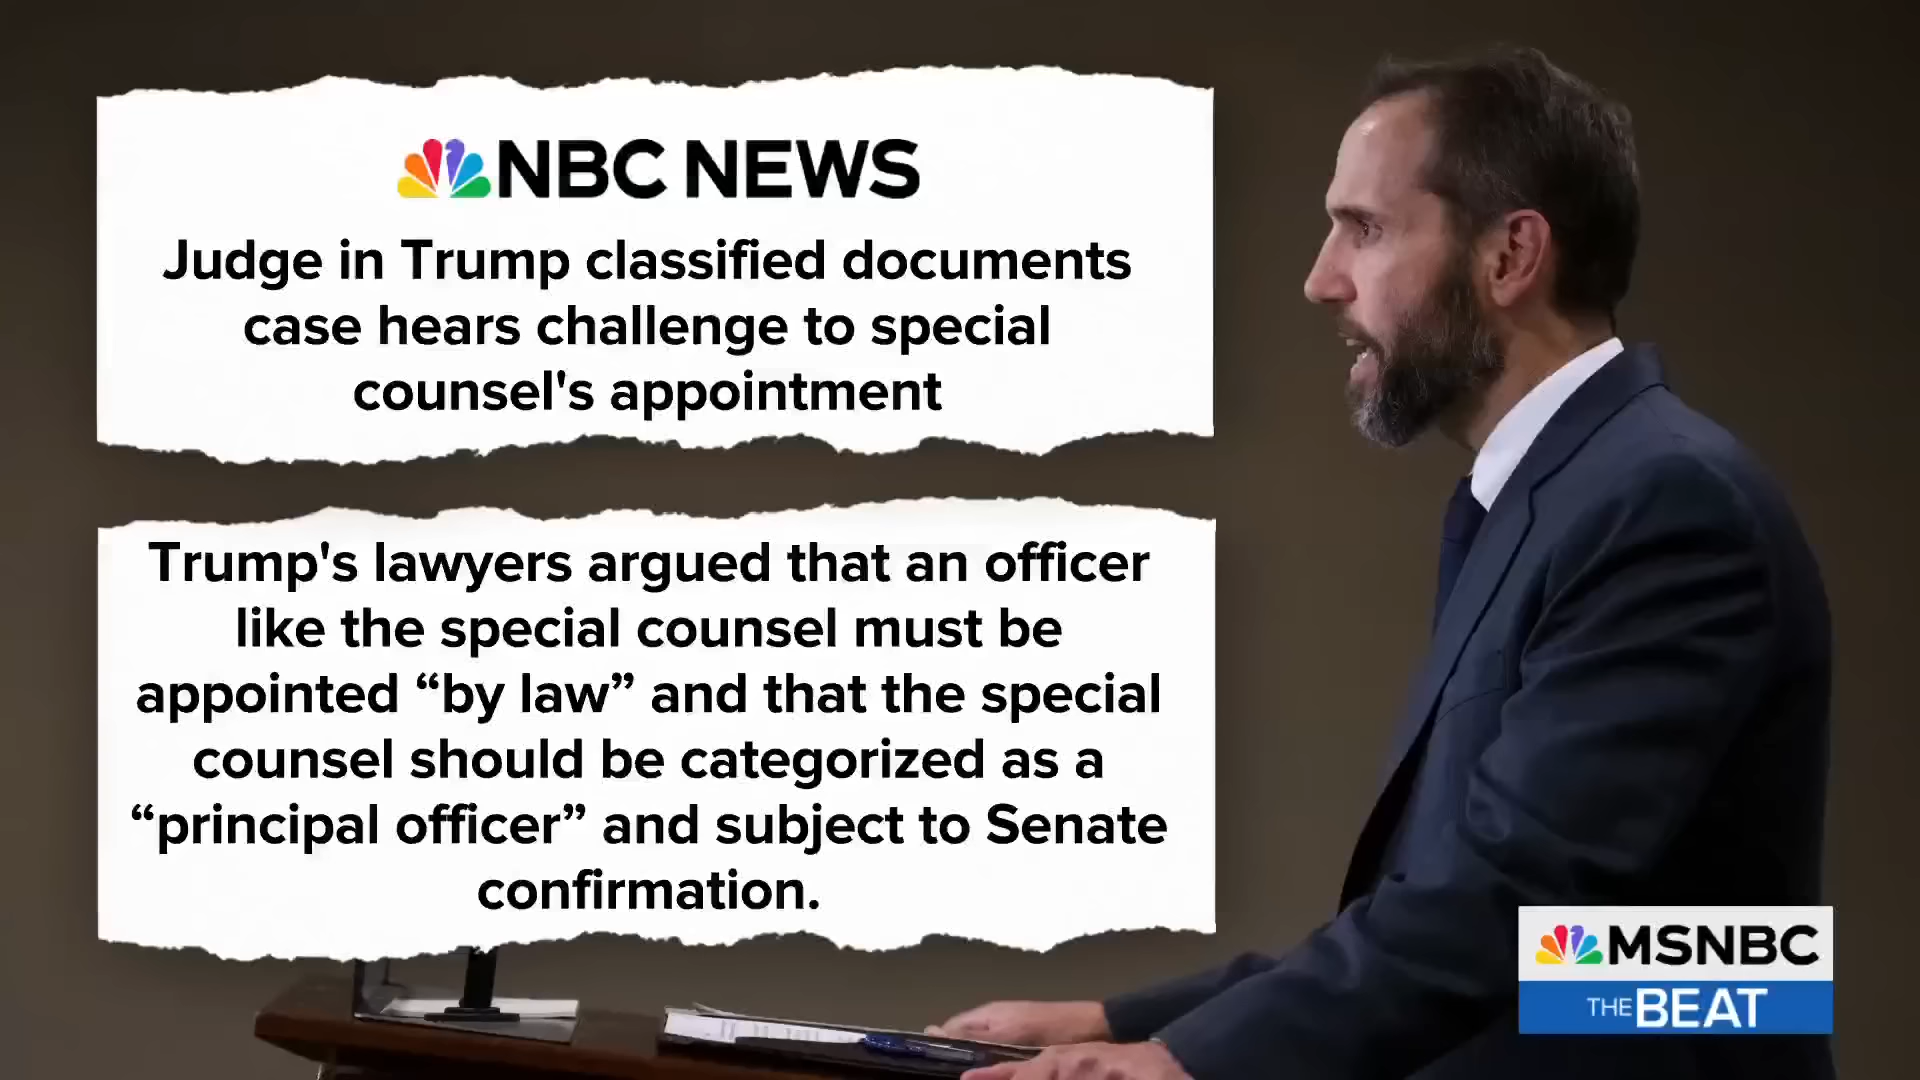 NBC NEWS
Judge in Trump classified documents
case hears challenge to special
counsel's appointment
Trump's lawyers argued that an officer
like the special counsel must be
appointed “by law” and that the special
counsel should be categorized as a
“principal officer” and subject to Senate
confirmation.
MSNBC
THE BEAT